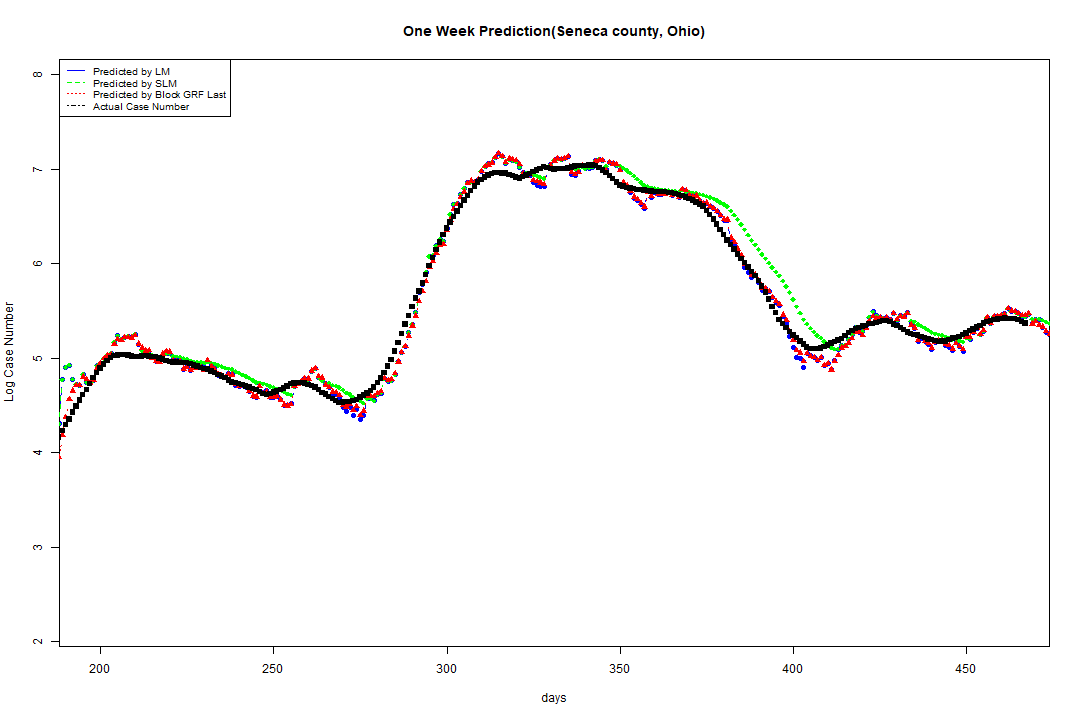 One Week Prediction(Seneca county, Ohio)
Predicted by LM
Predicted by SLM
Predicted by Block GRF Last
Actual Case Number
8
7
6
5
4
3
2
Log Case Number
200 250 300 350 400 450
days